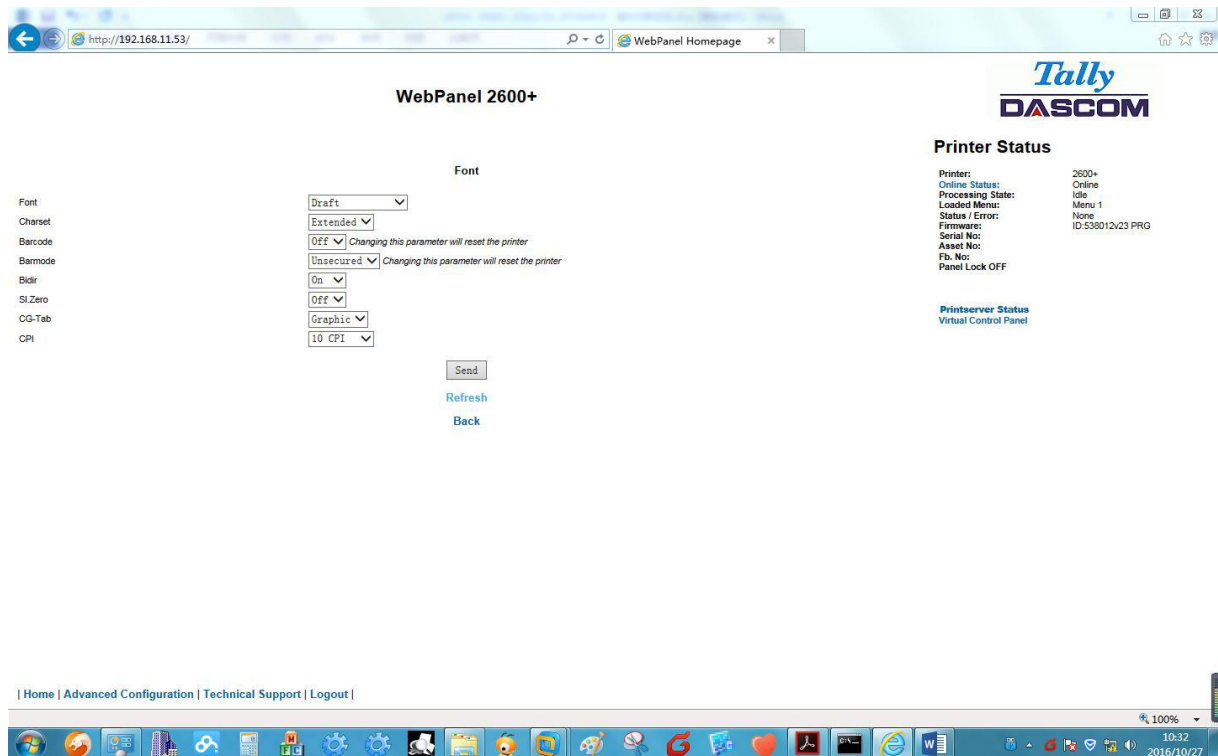 http://192.168.11.53/
WebPanel Homepage
Tally
DASCOM
WebPanel 2600+
Printer Status
Font
Printer: 2600+
Online Status: Online
Processing State: Idle
Loaded Menu: Menu 1
Status / Error: None
Firmware: ID:538012v23 PRG
Serial No:
Asset No:
Fb. No:
Panel Lock OFF
Font Draft
Charset Extended
Barcode Off Changing this parameter will reset the printer
Barmode Unsecured Changing this parameter will reset the printer
Bidir On
Sl.Zero Off
CG-Tab Graphic
CPI 10 CPI
Printserver Status
Virtual Control Panel
Send
Refresh
Back
| Home | Advanced Configuration | Technical Support | Logout |
100%
10:32
2016/10/27